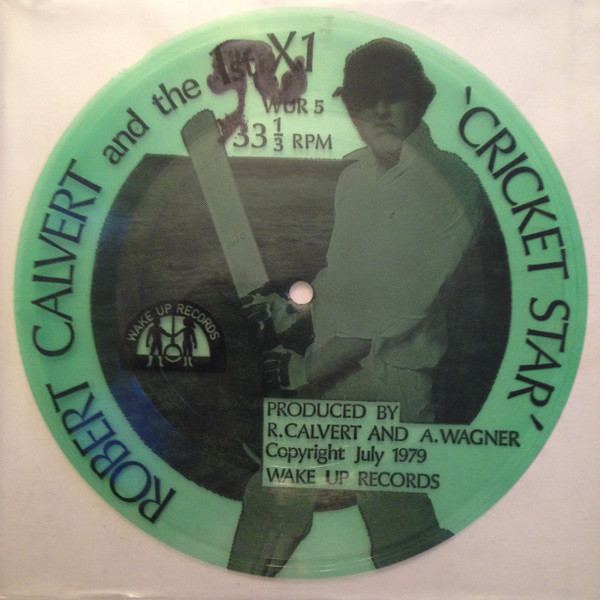 ROBERT CALVERT and the 1st X1
'CRICKET STAR'
WUR 5
33 1/3 RPM
WAKE UP RECORDS
PRODUCED BY
R.CALVERT AND A.WAGNER
Copyright July 1979
WAKE UP RECORDS